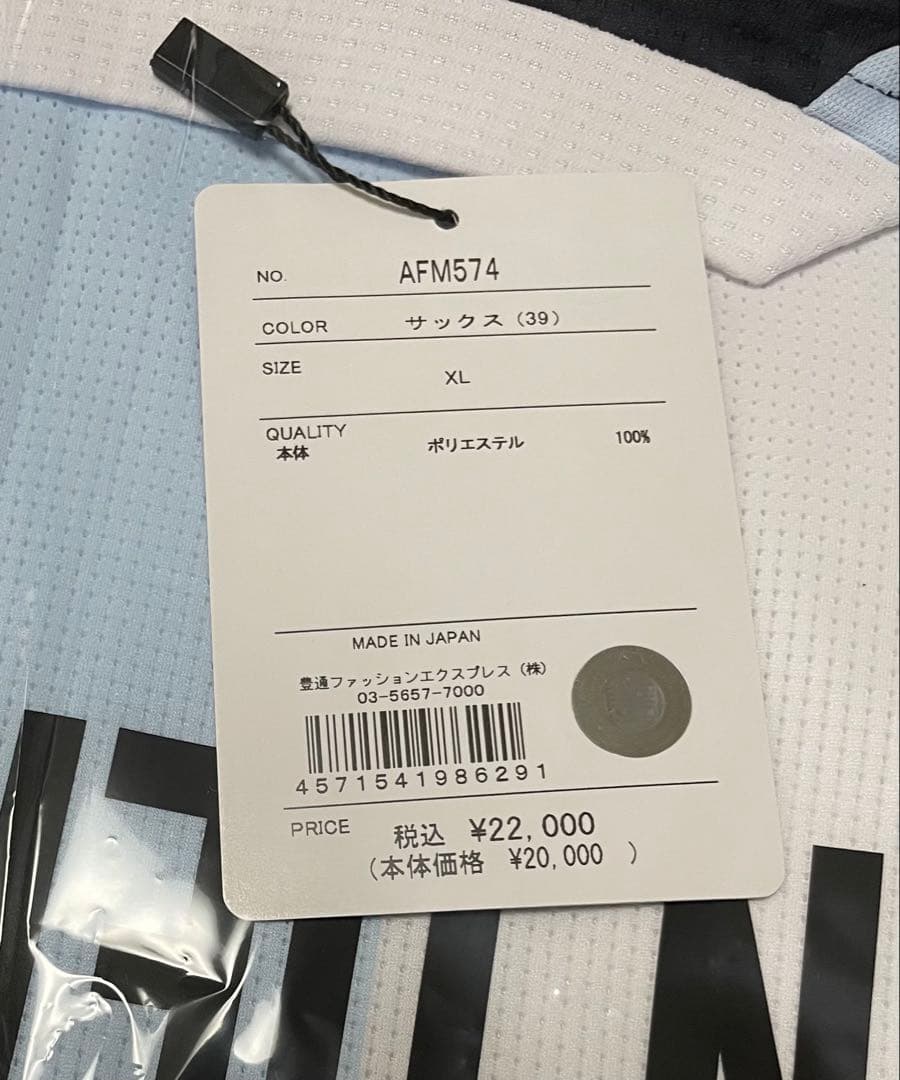 NO. AFM574
COLOR サックス（39）
SIZE XL
QUALITY
本体 ポリエステル 100%
MADE IN JAPAN
豊通ファッションエクスプレス（株）
03-5657-7000
4571541986291
PRICE 税込 ¥22,000
（本体価格 ¥20,000 ）